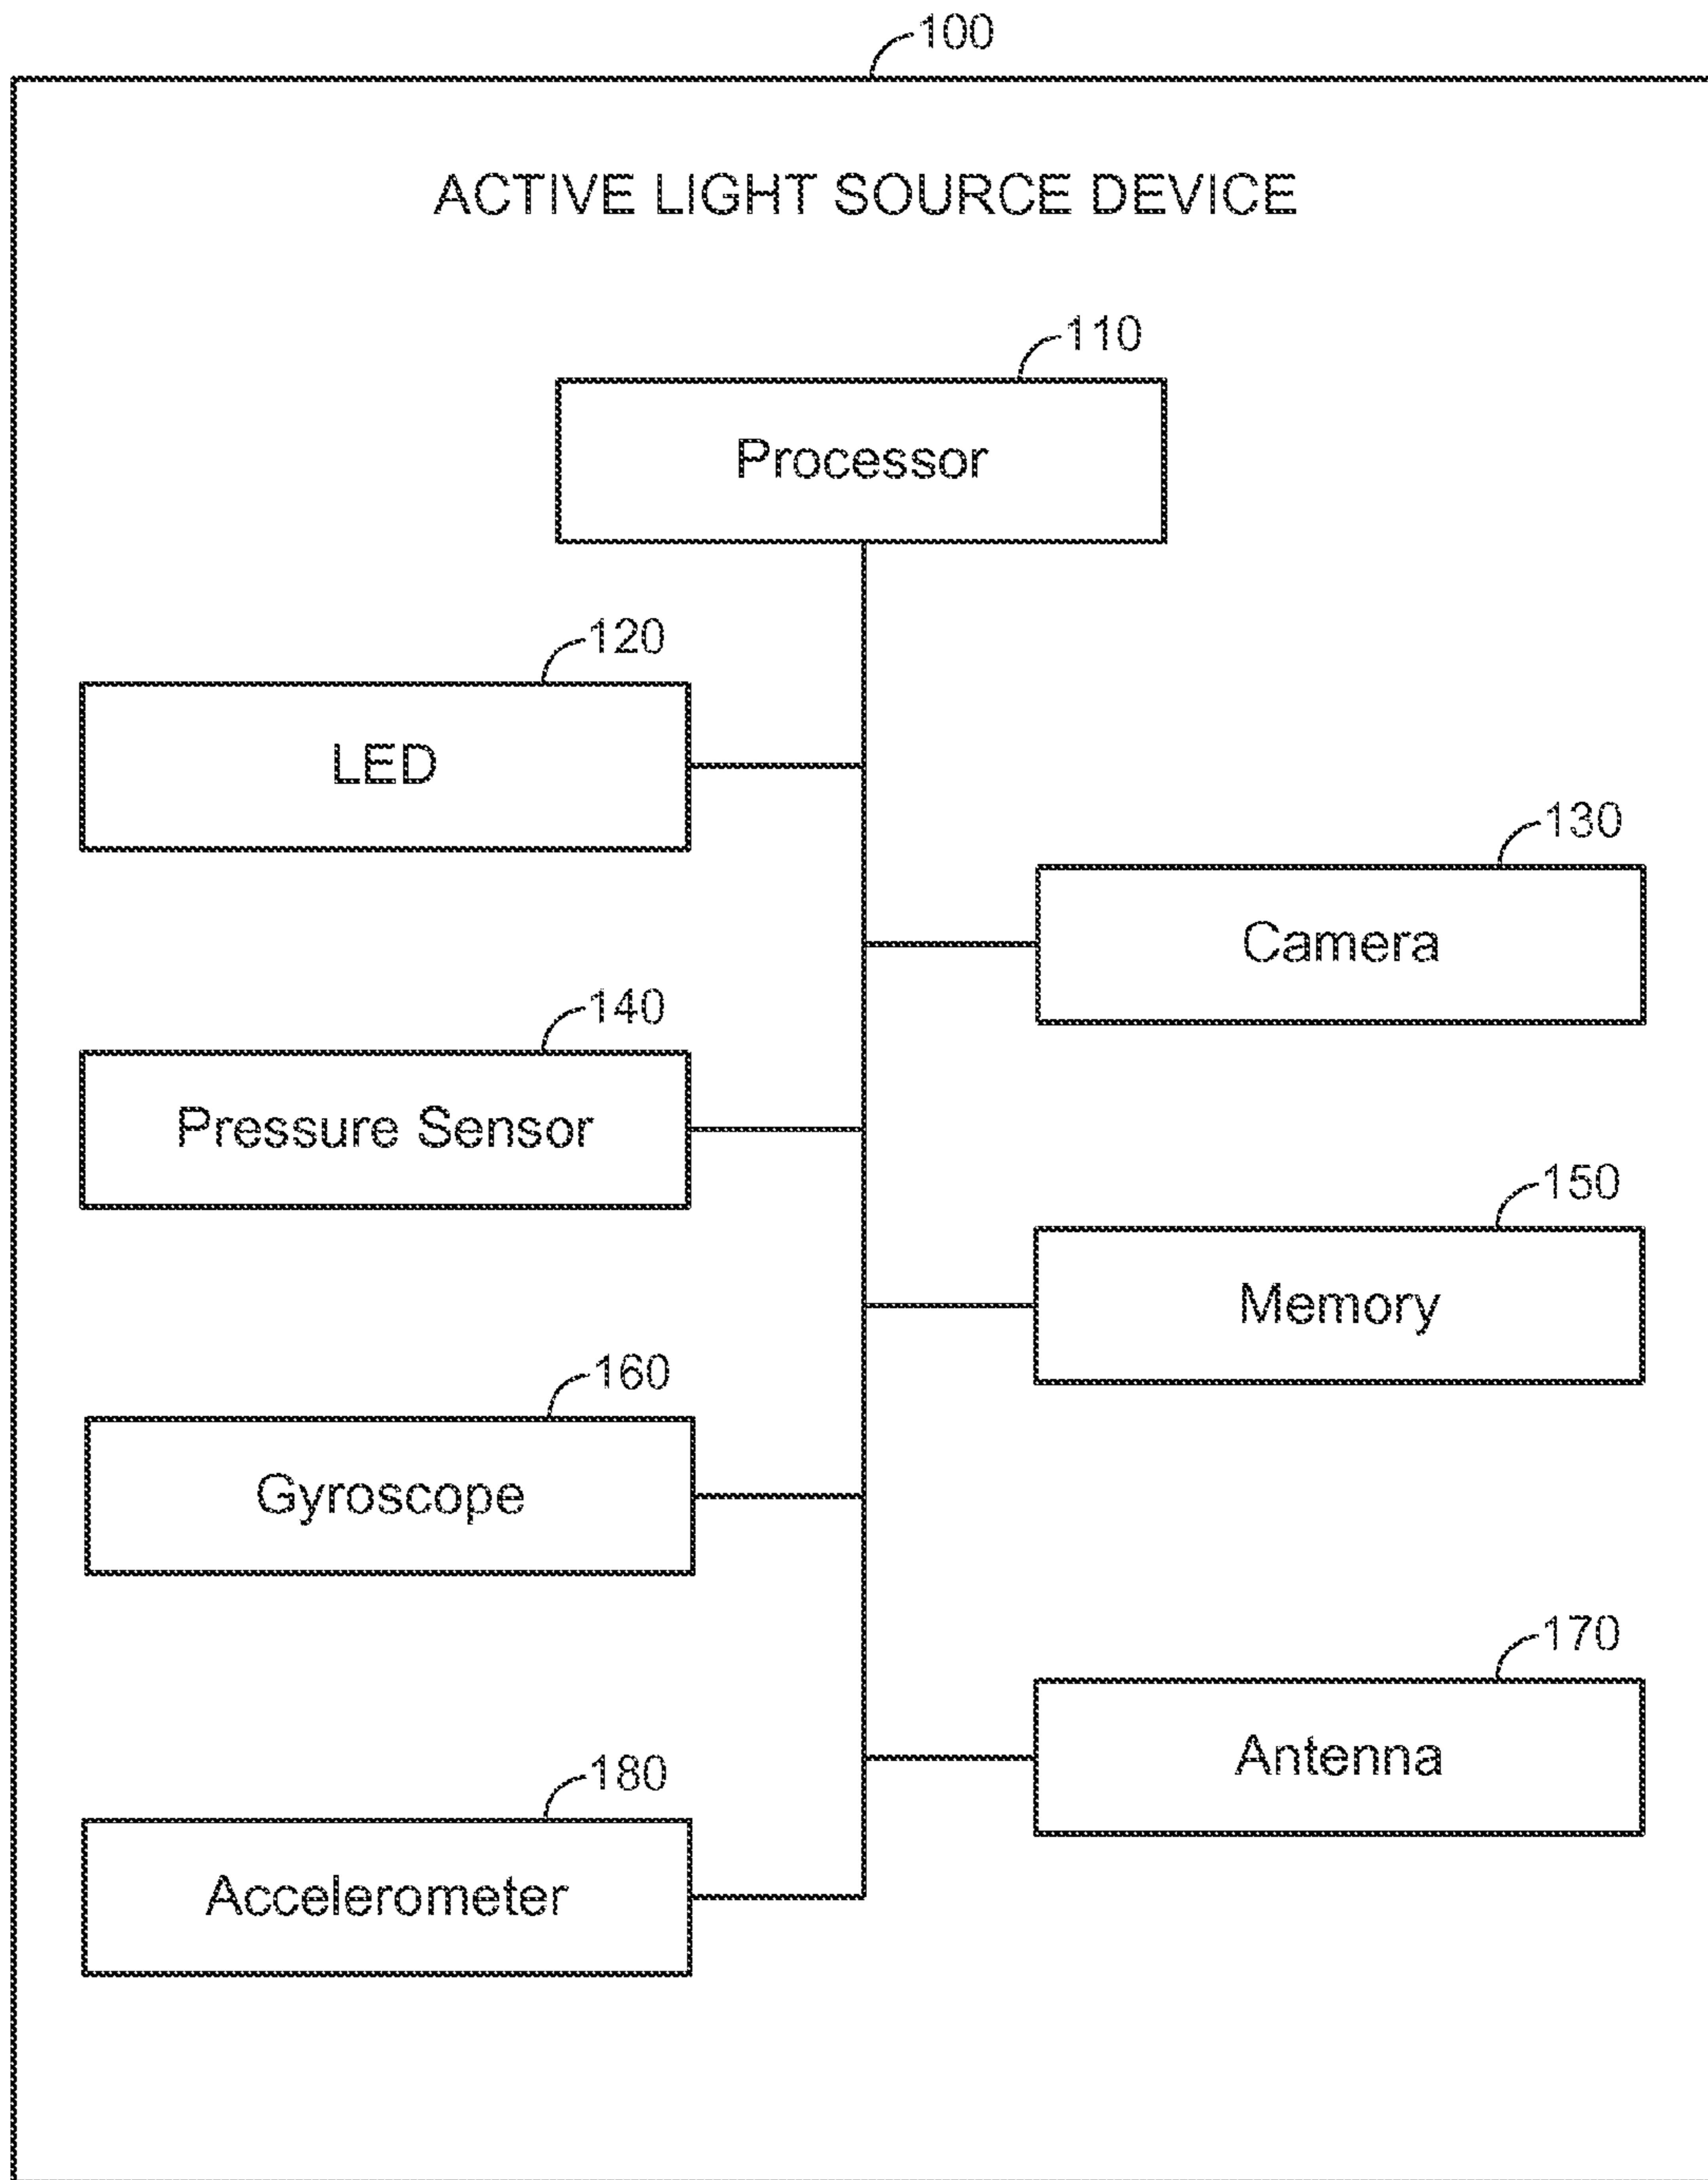 100
ACTIVE LIGHT SOURCE DEVICE
110
Processor
120
LED
130
Camera
140
Pressure Sensor
150
Memory
160
Gyroscope
170
Antenna
180
Accelerometer